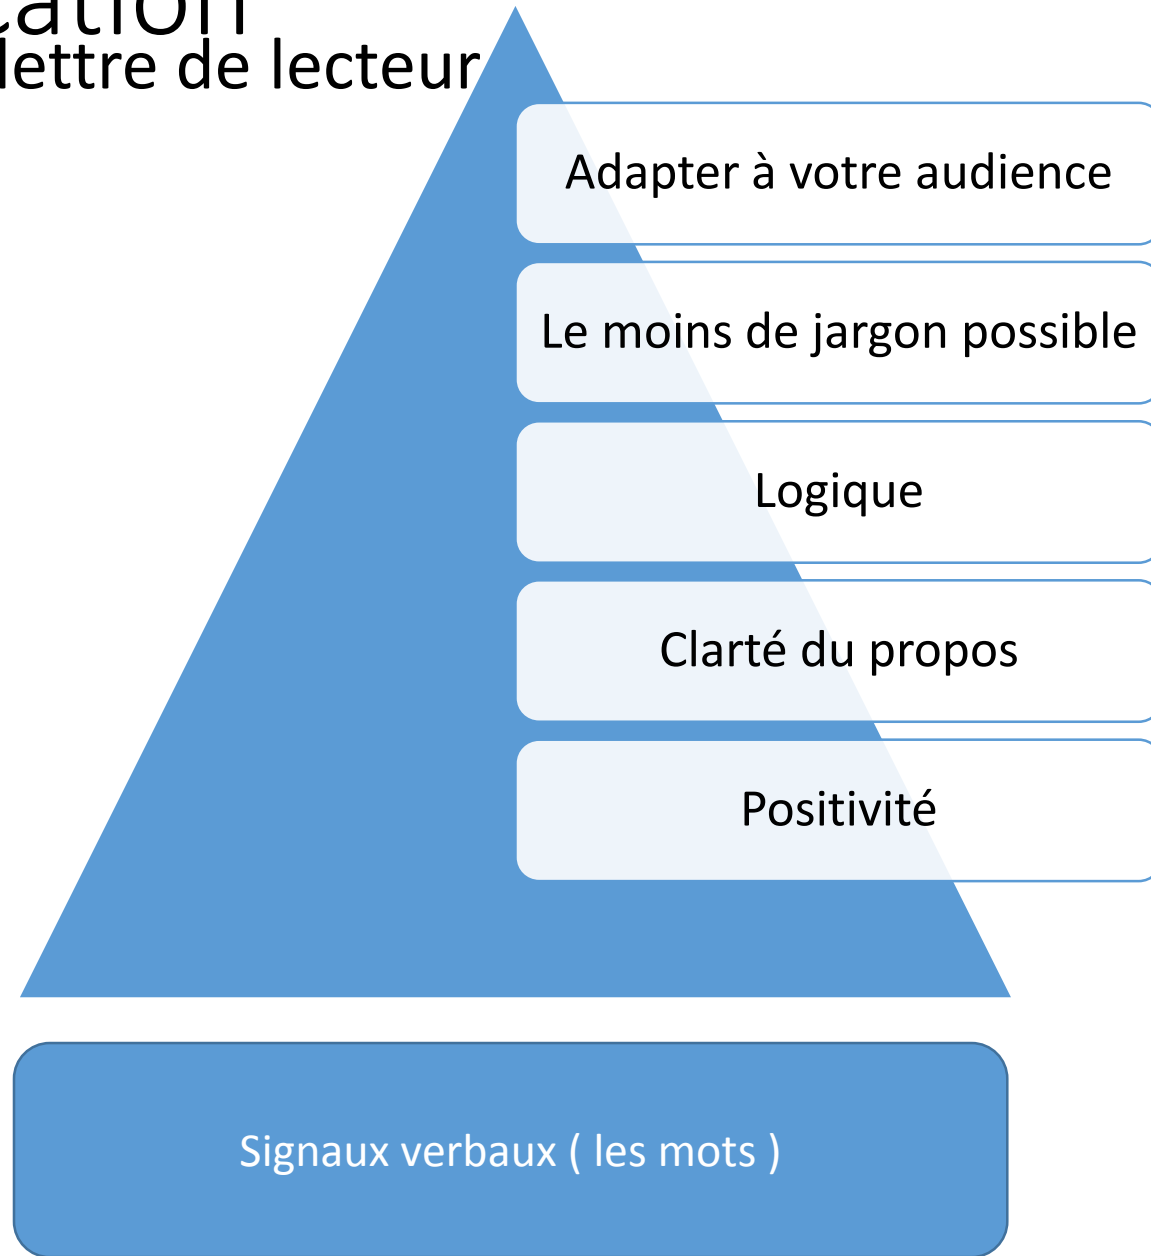 lettre de lecteur
Adapter à votre audience
Le moins de jargon possible
Logique
Clarté du propos
Positivité
Signaux verbaux ( les mots )